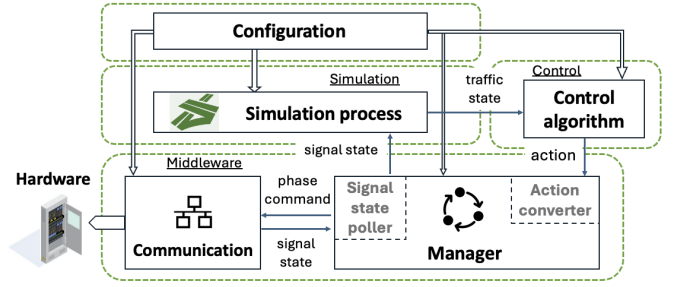 Configuration
Simulation
Simulation process
traffic
state
Control
Control
algorithm
signal state
action
Middleware
Hardware
Communication
phase
command
signal
state
Signal
state
poller
Action
converter
Manager